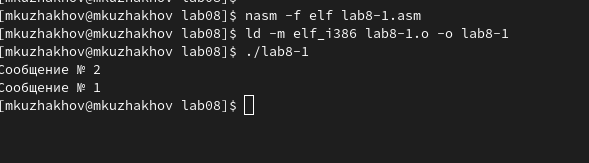 [mkuzhakhov@mkuzhakhov lab08]$ nasm -f elf lab8-1.asm
[mkuzhakhov@mkuzhakhov lab08]$ ld -m elf_i386 lab8-1.o -o lab8-1
[mkuzhakhov@mkuzhakhov lab08]$ ./lab8-1
Сообщение № 2
Сообщение № 1
[mkuzhakhov@mkuzhakhov lab08]$